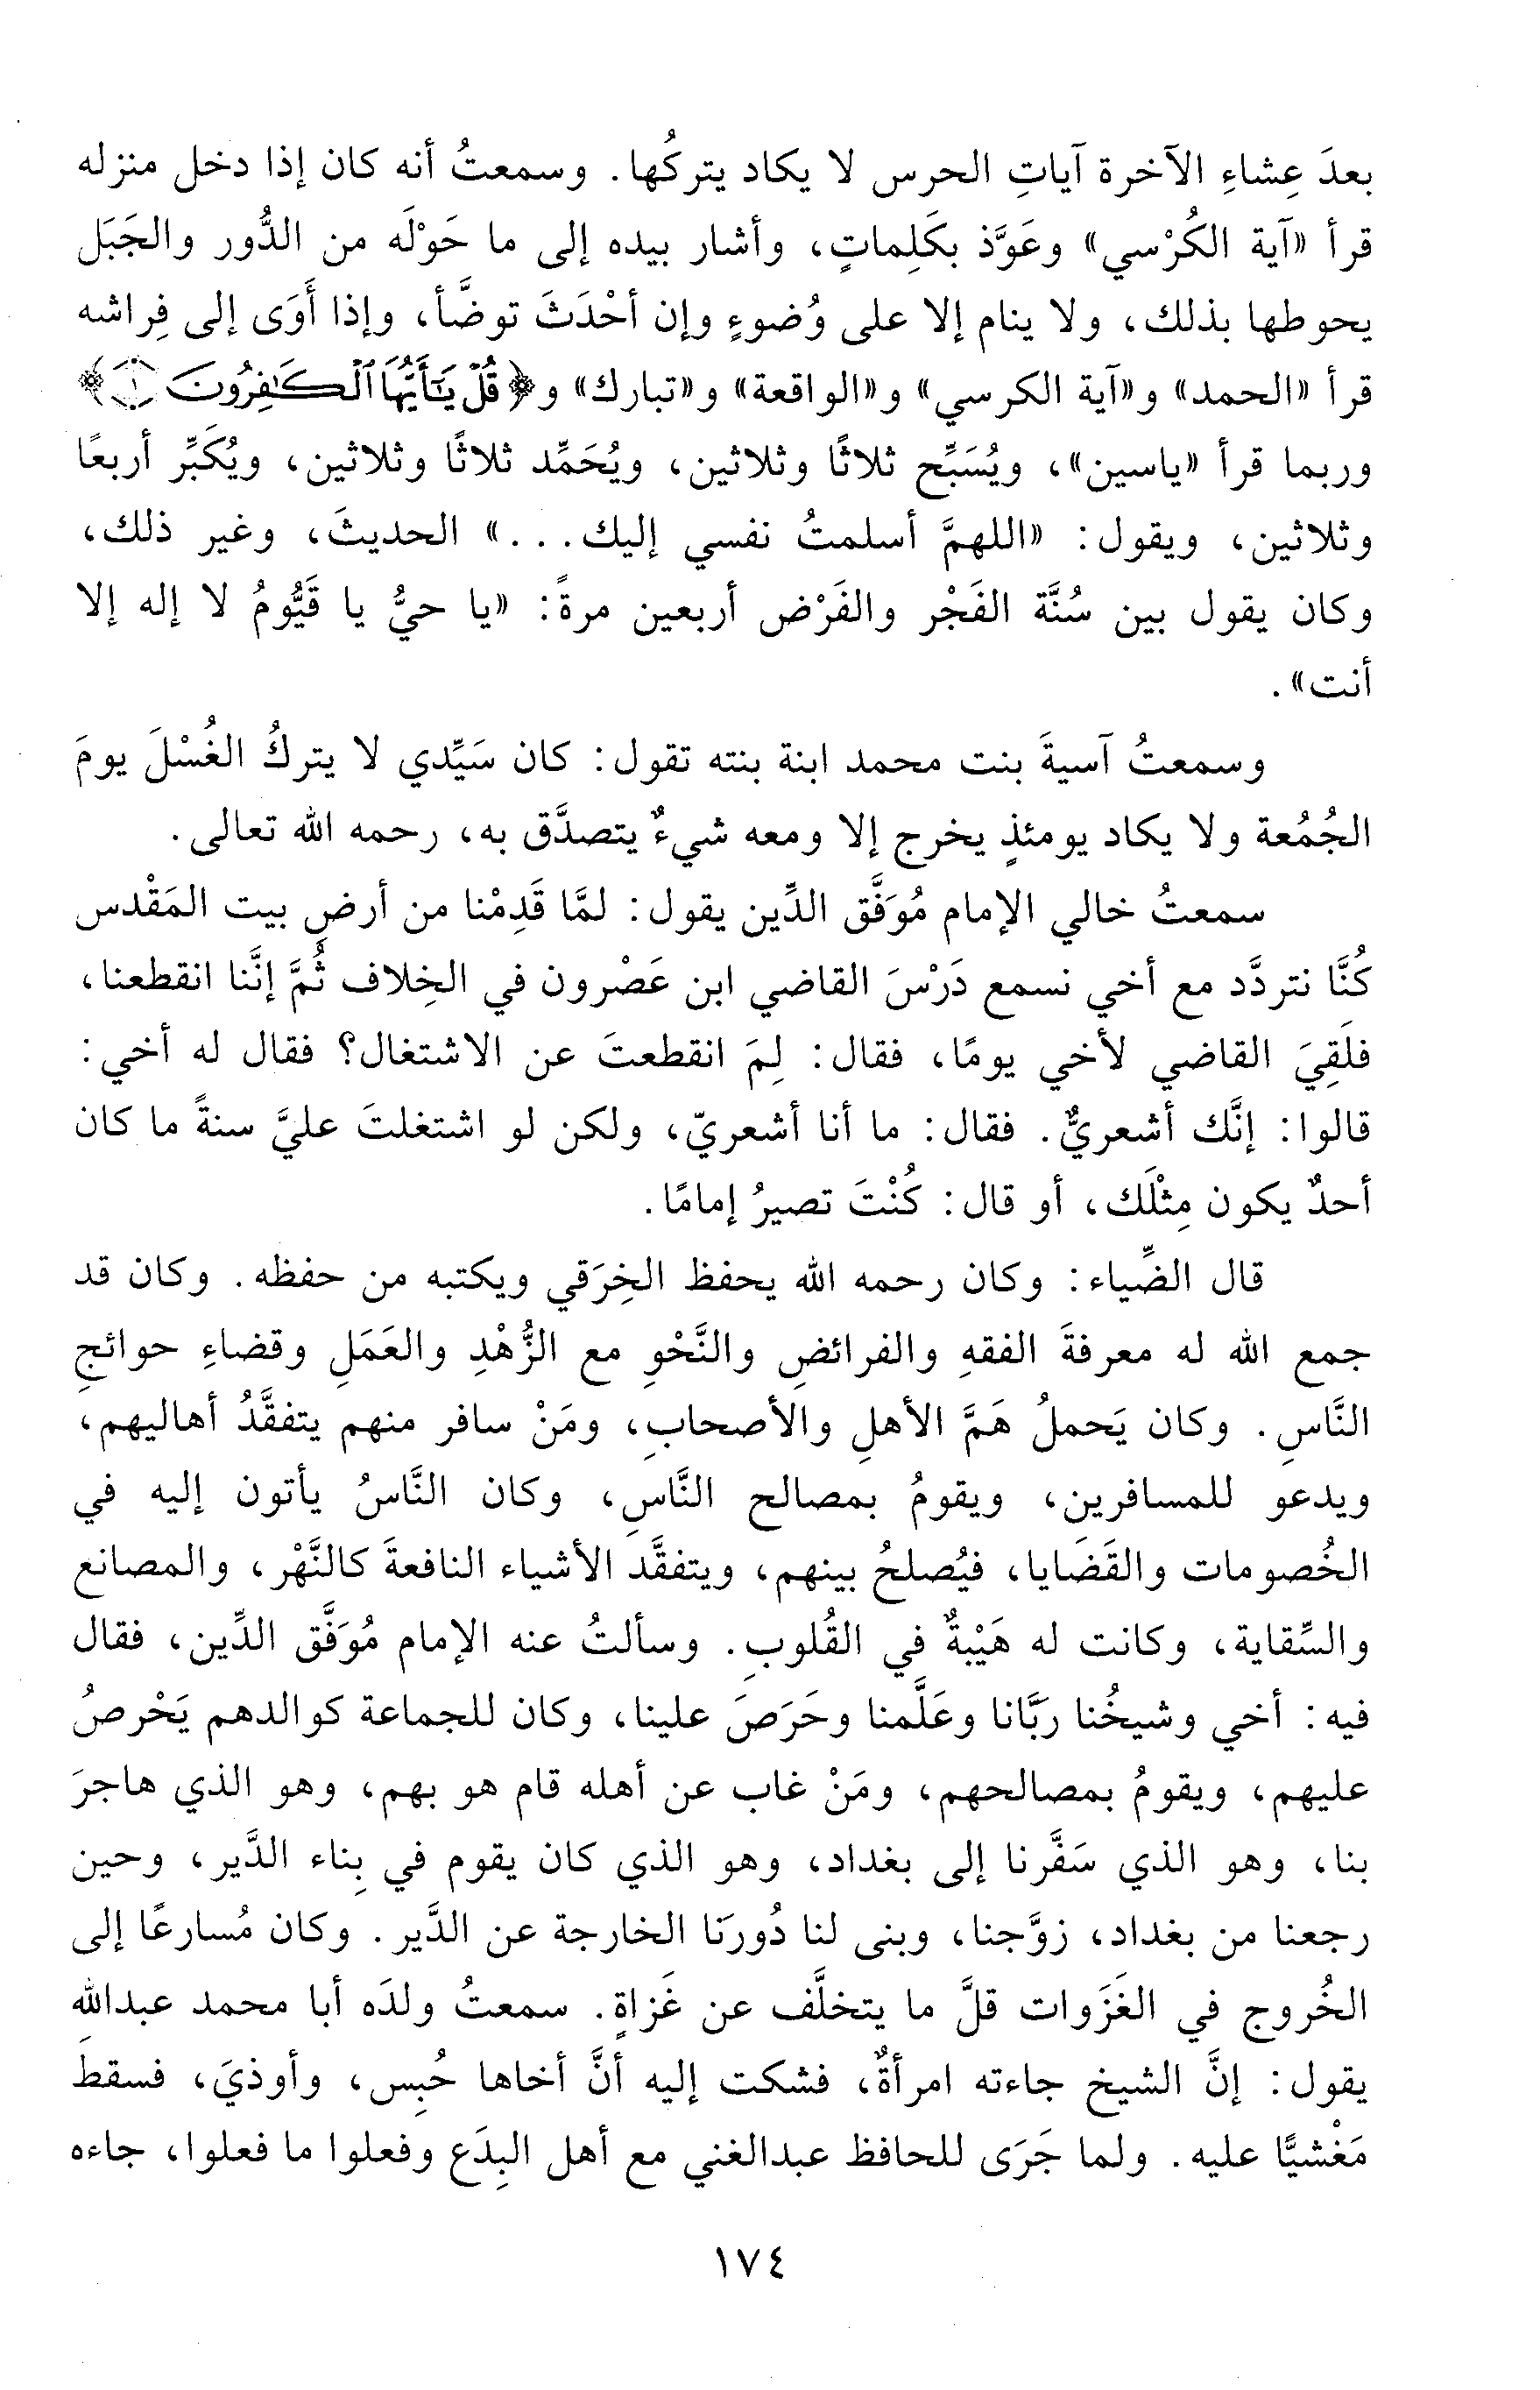 بعدَ عِشاءِ الآخرة آياتِ الحرس لا يكاد يتركُها. وسمعتُ أنه كان إذا دخل منزله
قرأ «آية الكُرْسي» وعَوَّذ بكَلِماتٍ، وأشار بيده إلى ما حَوْلَه من الدُّور والجَبَل
يحوطها بذلك، ولا ينام إلا على وُضوءٍ وإن أحْدَثَ توضَّأ، وإذا أَوَى إلى فِراشه
قرأ «الحمد» و«آية الكرسي» و«الواقعة» و«تبارك» و﴿قُلْ يَٰٓأَيُّهَا ٱلْكَٰفِرُونَ ۝١﴾
وربما قرأ «ياسين»، ويُسَبِّح ثلاثًا وثلاثين، ويُحَمِّد ثلاثًا وثلاثين، ويُكَبِّر أربعًا
وثلاثين، ويقول: «اللهمَّ أسلمتُ نفسي إليك...» الحديثَ، وغير ذلك،
وكان يقول بين سُنَّة الفَجْر والفَرْض أربعين مرةً: «يا حيُّ يا قَيُّومُ لا إله إلا
أنت».
وسمعتُ آسيةَ بنت محمد ابنة بنته تقول: كان سَيِّدي لا يتركُ الغُسْلَ يومَ
الجُمُعة ولا يكاد يومئذٍ يخرج إلا ومعه شيءٌ يتصدَّق به، رحمه الله تعالى.
سمعتُ خالي الإمام مُوَفَّق الدِّين يقول: لمَّا قَدِمْنا من أرضِ بيت المَقْدس
كُنَّا نتردَّد مع أخي نسمع دَرْسَ القاضي ابن عَصْرون في الخِلاف ثُمَّ إنَّنا انقطعنا،
فلَقِيَ القاضي لأخي يومًا، فقال: لِمَ انقطعتَ عن الاشتغال؟ فقال له أخي:
قالوا: إنَّك أشعريٌّ. فقال: ما أنا أشعريّ، ولكن لو اشتغلتَ عليَّ سنةً ما كان
أحدٌ يكون مِثْلَك، أو قال: كُنْتَ تصيرُ إمامًا.
قال الضِّياء: وكان رحمه الله يحفظ الخِرَقي ويكتبه من حفظه. وكان قد
جمع الله له معرفةَ الفقهِ والفرائضِ والنَّحْوِ مع الزُّهْدِ والعَمَلِ وقضاءِ حوائجِ
النَّاسِ. وكان يَحملُ هَمَّ الأهلِ والأصحابِ، ومَنْ سافر منهم يتفقَّدُ أهاليهم،
ويدعو للمسافرين، ويقومُ بمصالح النَّاسِ، وكان النَّاسُ يأتون إليه في
الخُصومات والقَضَايا، فيُصلحُ بينهم، ويتفقَّد الأشياء النافعةَ كالنَّهْر، والمصانع
والسِّقاية، وكانت له هَيْبةٌ في القُلوبِ. وسألتُ عنه الإمام مُوَفَّق الدِّين، فقال
فيه: أخي وشيخُنا ربَّانا وعَلَّمنا وحَرَصَ علينا، وكان للجماعة كوالدهم يَحْرصُ
عليهم، ويقومُ بمصالحهم، ومَنْ غاب عن أهله قام هو بهم، وهو الذي هاجرَ
بنا، وهو الذي سَفَّرنا إلى بغداد، وهو الذي كان يقوم في بِناء الدَّير، وحين
رجعنا من بغداد، زوَّجنا، وبنى لنا دُورَنا الخارجة عن الدَّير. وكان مُسارعًا إلى
الخُروج في الغَزَوات قلَّ ما يتخلَّف عن غَزاةٍ. سمعتُ ولدَه أبا محمد عبدالله
يقول: إنَّ الشيخ جاءته امرأةٌ، فشكت إليه أنَّ أخاها حُبِس، وأوذيَ، فسقطَ
مَغْشيًّا عليه. ولما جَرَى للحافظ عبدالغني مع أهل البِدَع وفعلوا ما فعلوا، جاءه
١٧٤